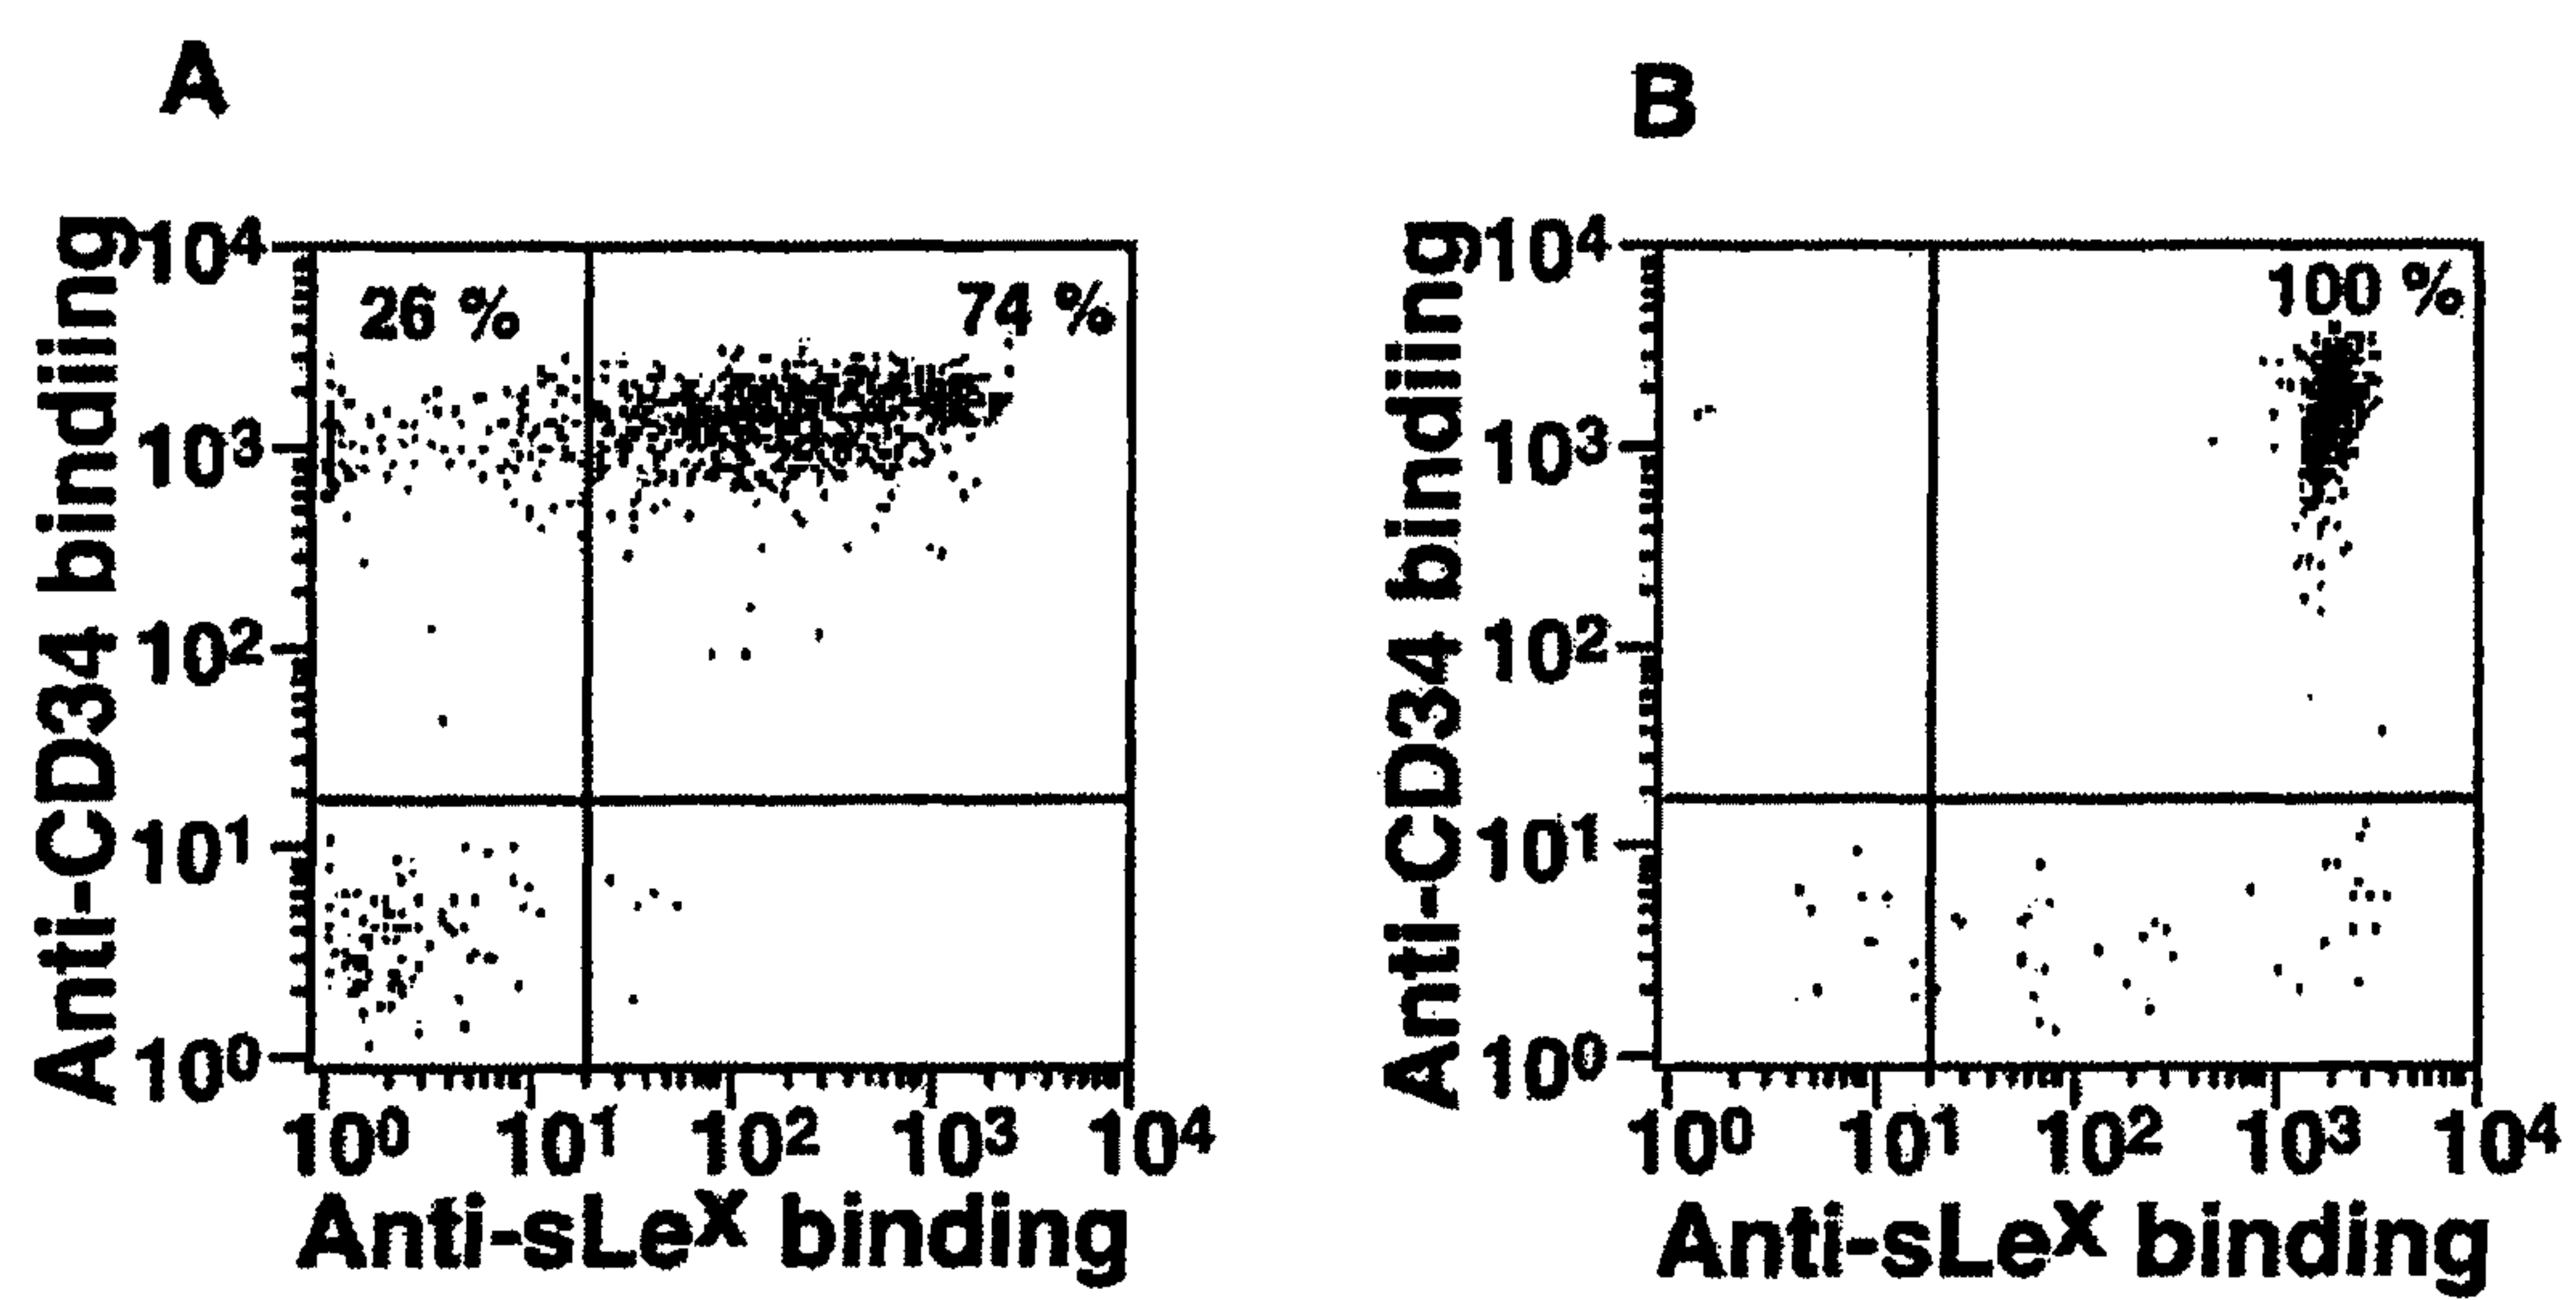 A
B
Anti-CD34 binding
10⁴
10³
10²
10¹
10⁰
26 %
74 %
10⁰ 10¹ 10² 10³ 10⁴
Anti-sLeˣ binding
Anti-CD34 binding
10⁴
10³
10²
10¹
10⁰
100 %
10⁰ 10¹ 10² 10³ 10⁴
Anti-sLeˣ binding